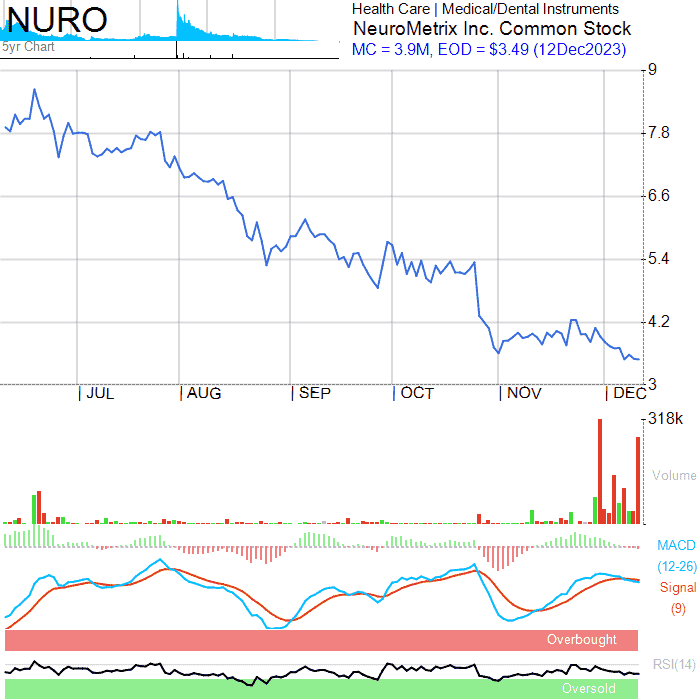 NURO
5yr Chart
Health Care | Medical/Dental Instruments
NeuroMetrix Inc. Common Stock
MC = 3.9M, EOD = $3.49 (12Dec2023)
9
7.8
6.6
5.4
4.2
3
| JUL | AUG | SEP | OCT | NOV | DEC
318k
Volume
MACD
(12-26)
Signal
(9)
Overbought
RSI(14)
Oversold